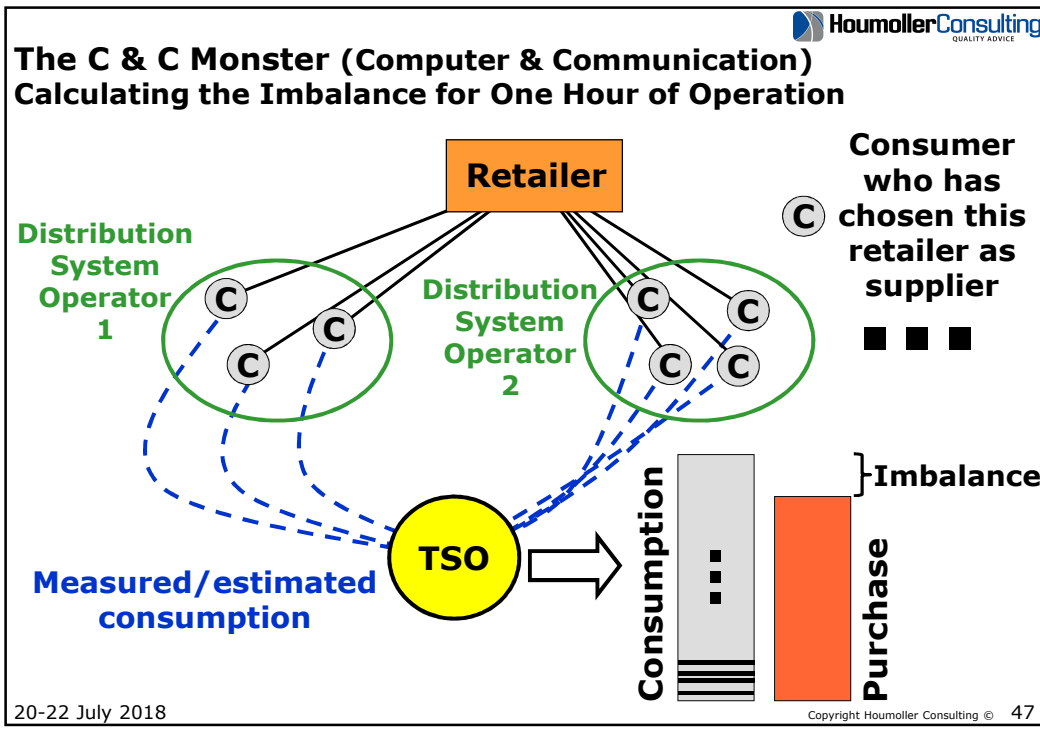 HoumollerConsulting
QUALITY ADVICE
The C & C Monster (Computer & Communication)
Calculating the Imbalance for One Hour of Operation
Retailer
Consumer
who has
C chosen this
retailer as
supplier
Distribution
System
Operator
1
C
C
C
Distribution
System
Operator
2
C
C
C
C
Measured/estimated
consumption
TSO
Consumption
Purchase
Imbalance
20-22 July 2018
Copyright Houmoller Consulting © 47